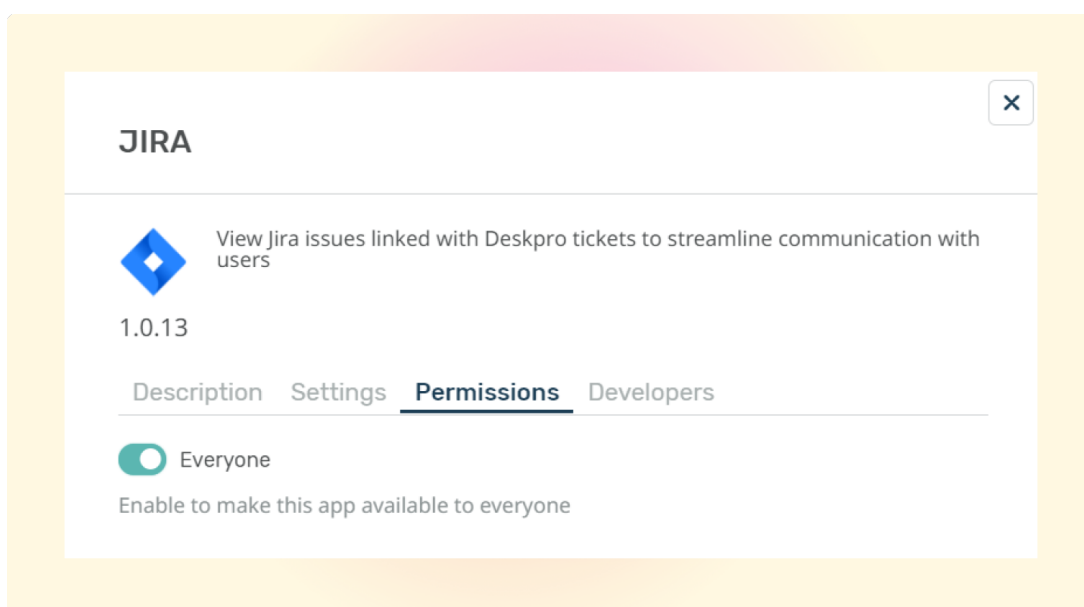 JIRA
View Jira issues linked with Deskpro tickets to streamline communication with
users
1.0.13
Description Settings Permissions Developers
Everyone
Enable to make this app available to everyone